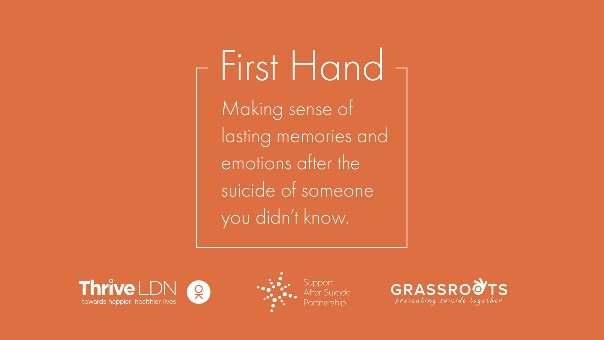 First Hand
Making sense of
lasting memories and
emotions after the
suicide of someone
you didn't know.
Thrive LDN
towards happier, healthier lives
OK
Support
After Suicide
Partnership
GRASSROOTS
preventing suicide together